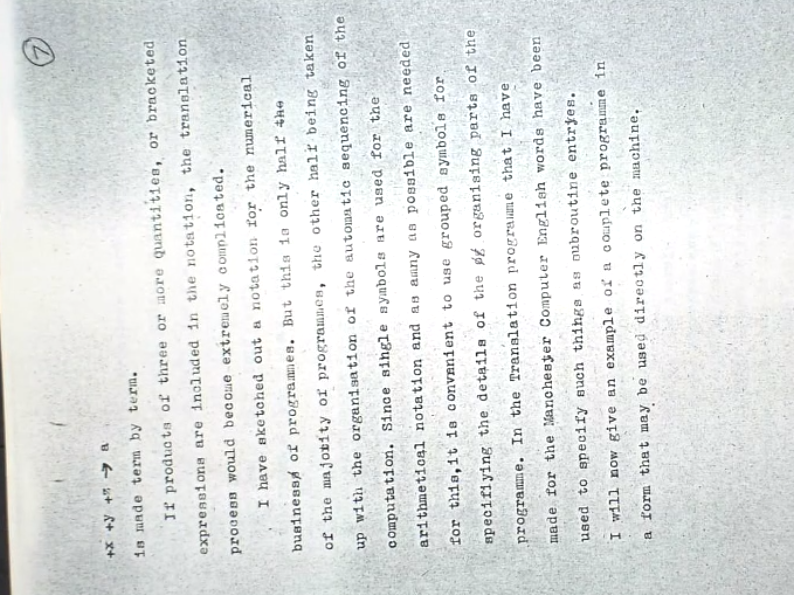 7
+x +y +z → a
is made term by term.
If products of three or more quantities, or bracketed
expressions are included in the notation, the translation
process would become extremely complicated.
I have sketched out a notation for the numerical
business of programmes. But this is only half the
of the majority of programmes, the other half being taken
up with the organisation of the automatic sequencing of the
computation. Since single symbols are used for the
arithmetical notation and as amny as possible are needed
for this, it is convenient to use grouped symbols for
specifiying the details of the organising parts of the
programme. In the Translation programme that I have
made for the Manchester Computer English words have been
used to specify such things as subroutine entries.
I will now give an example of a complete programme in
a form that may be used directly on the machine.